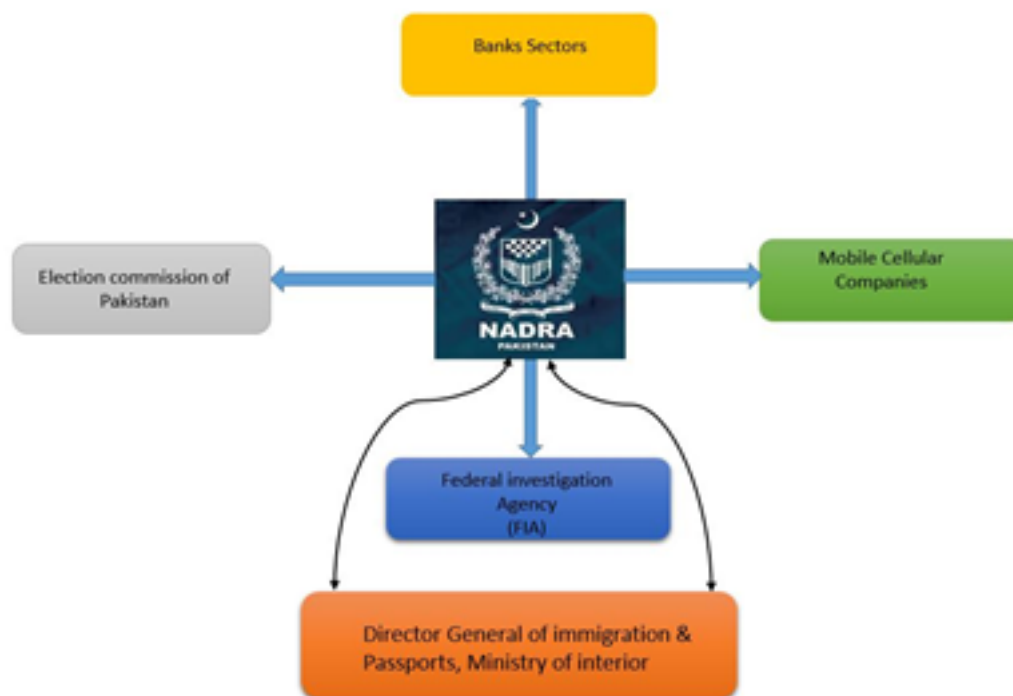 Banks Sectors
Election commission of
Pakistan
NADRA
PAKISTAN
Mobile Cellular
Companies
Federal investigation
Agency
(FIA)
Director General of immigration &
Passports, Ministry of interior